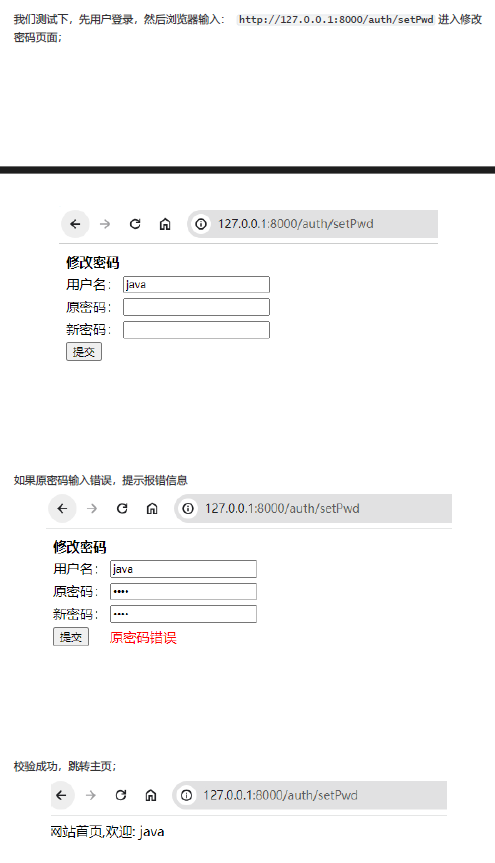 我们测试下，先用户登录，然后浏览器输入： http://127.0.0.1:8000/auth/setPwd 进入修改
密码页面；
127.0.0.1:8000/auth/setPwd
修改密码
用户名： java
原密码：
新密码：
提交
如果原密码输入错误，提示报错信息
127.0.0.1:8000/auth/setPwd
修改密码
用户名： java
原密码： ••••
新密码： ••••
提交 原密码错误
校验成功，跳转主页；
127.0.0.1:8000/auth/setPwd
网站首页,欢迎: java